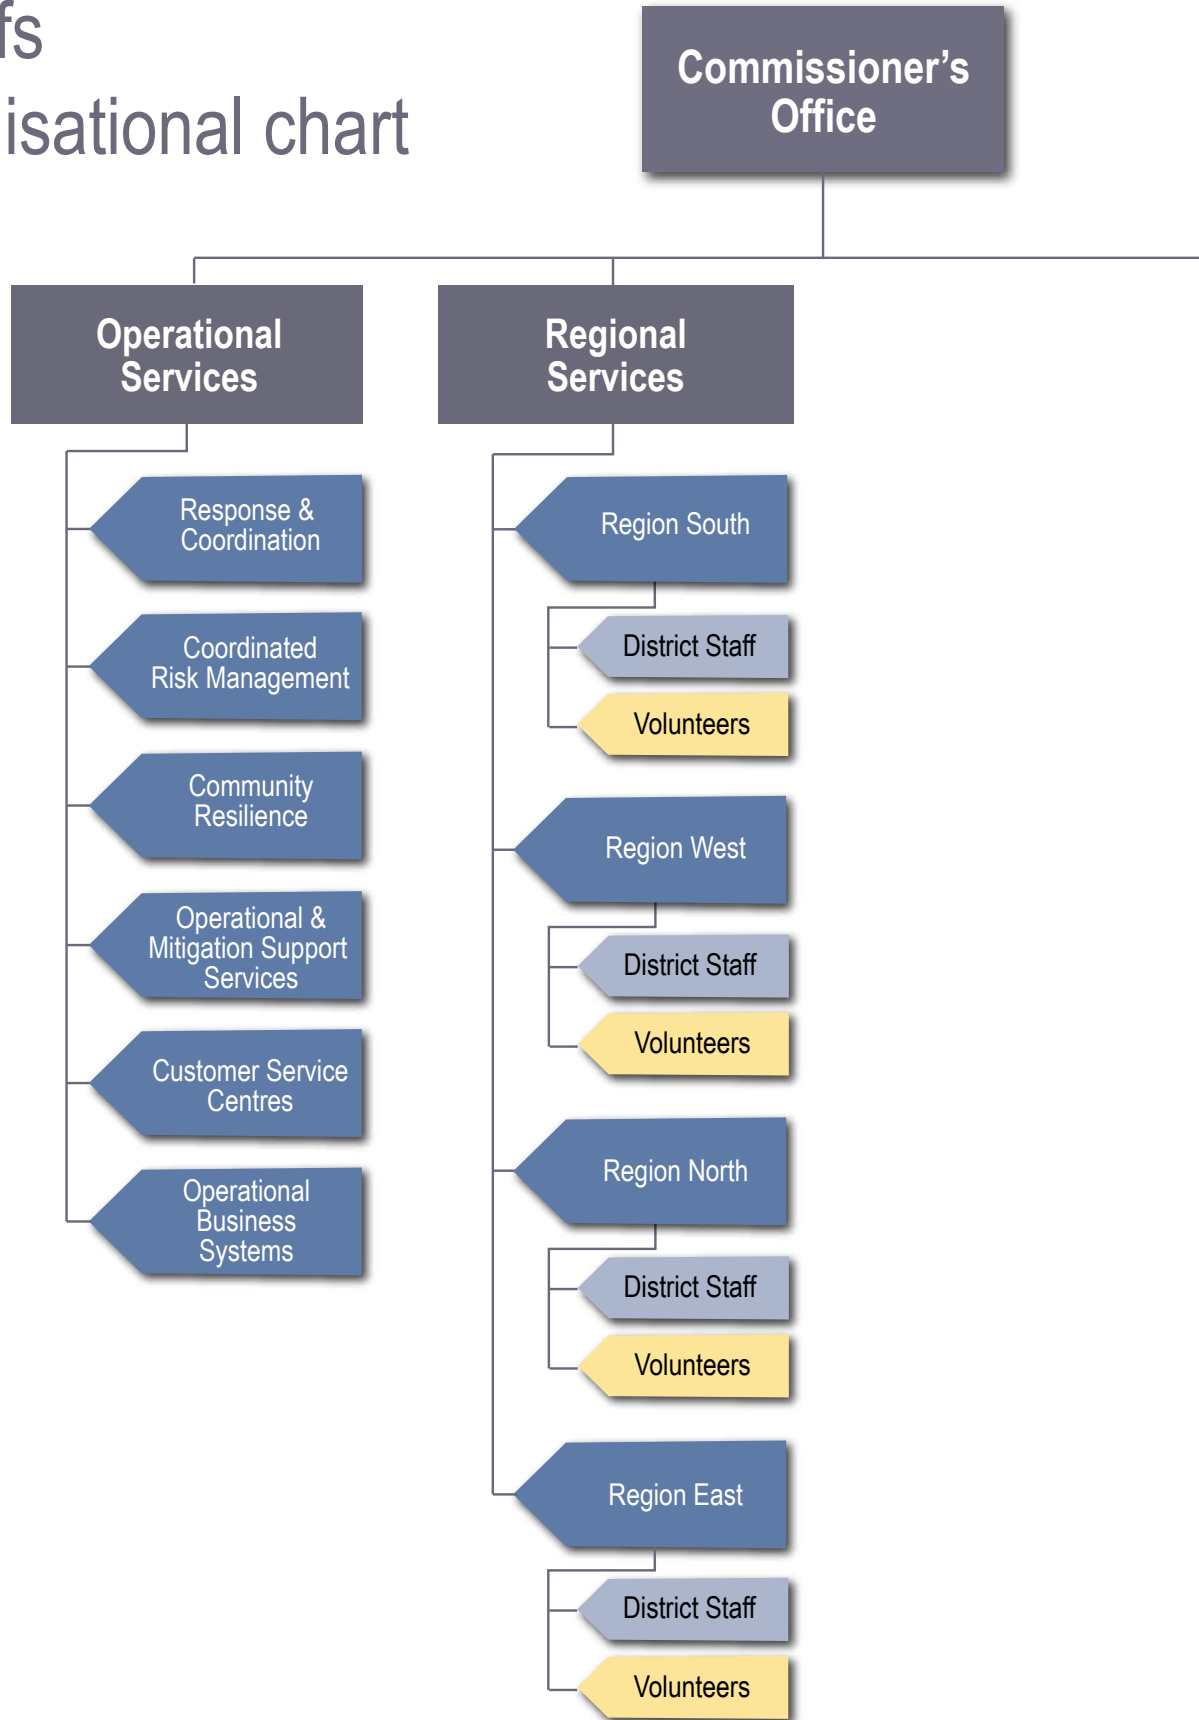 fs
isational chart
Commissioner’s
Office
Operational
Services
Response &
Coordination
Coordinated
Risk Management
Community
Resilience
Operational &
Mitigation Support
Services
Customer Service
Centres
Operational
Business
Systems
Regional
Services
Region South
District Staff
Volunteers
Region West
District Staff
Volunteers
Region North
District Staff
Volunteers
Region East
District Staff
Volunteers